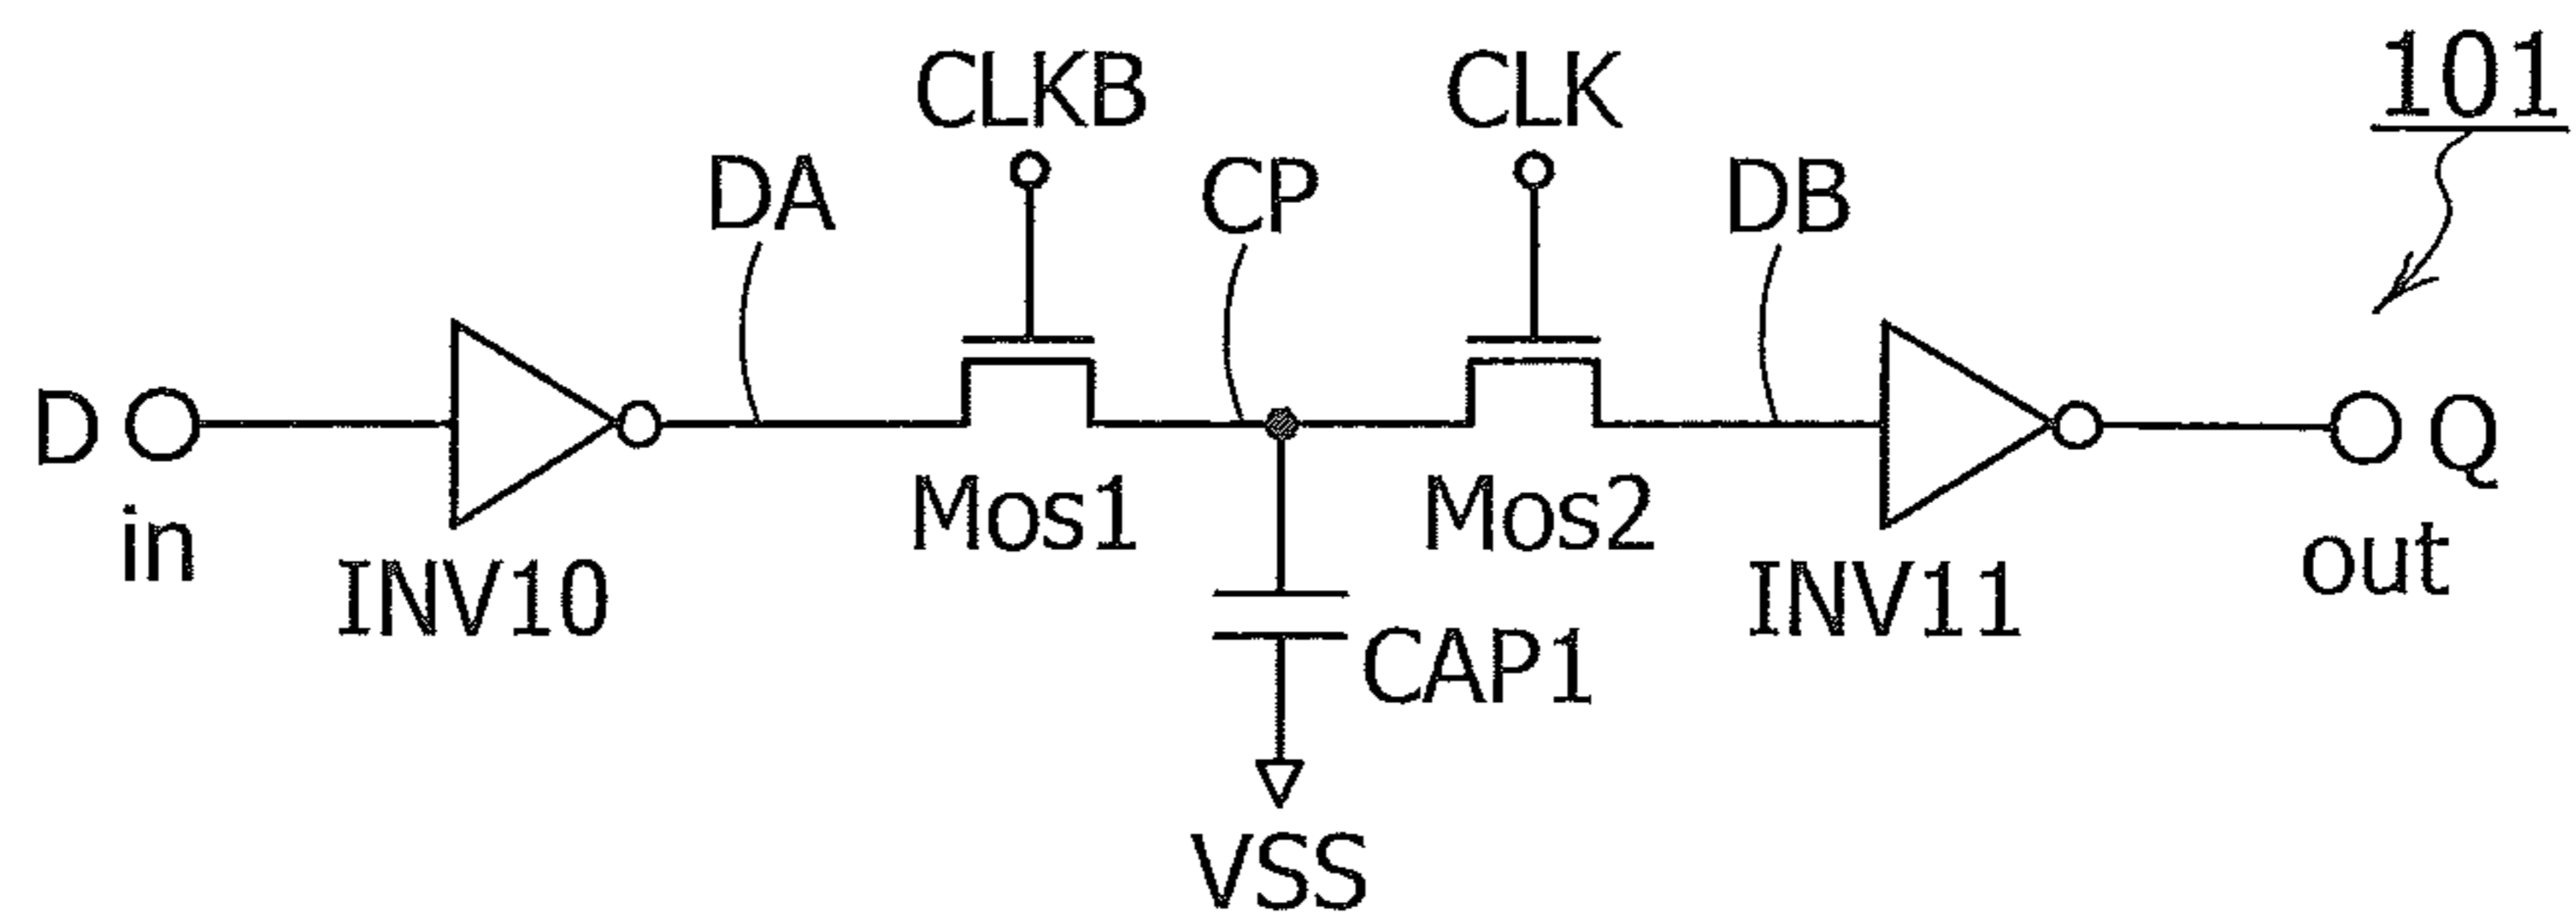 101
CLKB
CLK
DA
CP
DB
D
Q
in
Mos1
Mos2
out
INV10
INV11
CAP1
VSS